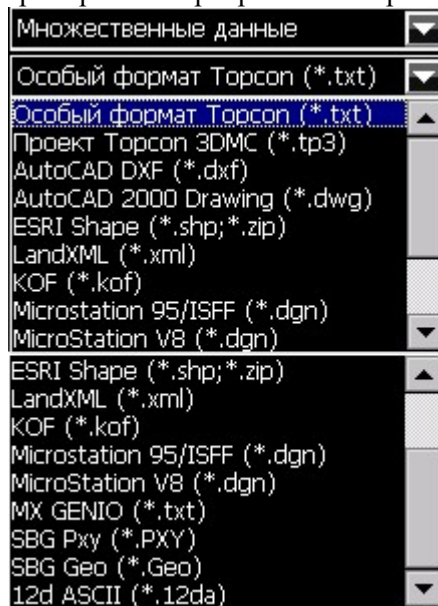 Множественные данные
Особый формат Topcon (*.txt)
Особый формат Topcon (*.txt)
Проект Topcon 3DMC (*.tp3)
AutoCAD DXF (*.dxf)
AutoCAD 2000 Drawing (*.dwg)
ESRI Shape (*.shp;*.zip)
LandXML (*.xml)
KOF (*.kof)
Microstation 95/ISFF (*.dgn)
MicroStation V8 (*.dgn)
ESRI Shape (*.shp;*.zip)
LandXML (*.xml)
KOF (*.kof)
Microstation 95/ISFF (*.dgn)
MicroStation V8 (*.dgn)
MX GENIO (*.txt)
SBG Pxy (*.PXY)
SBG Geo (*.Geo)
12d ASCII (*.12da)